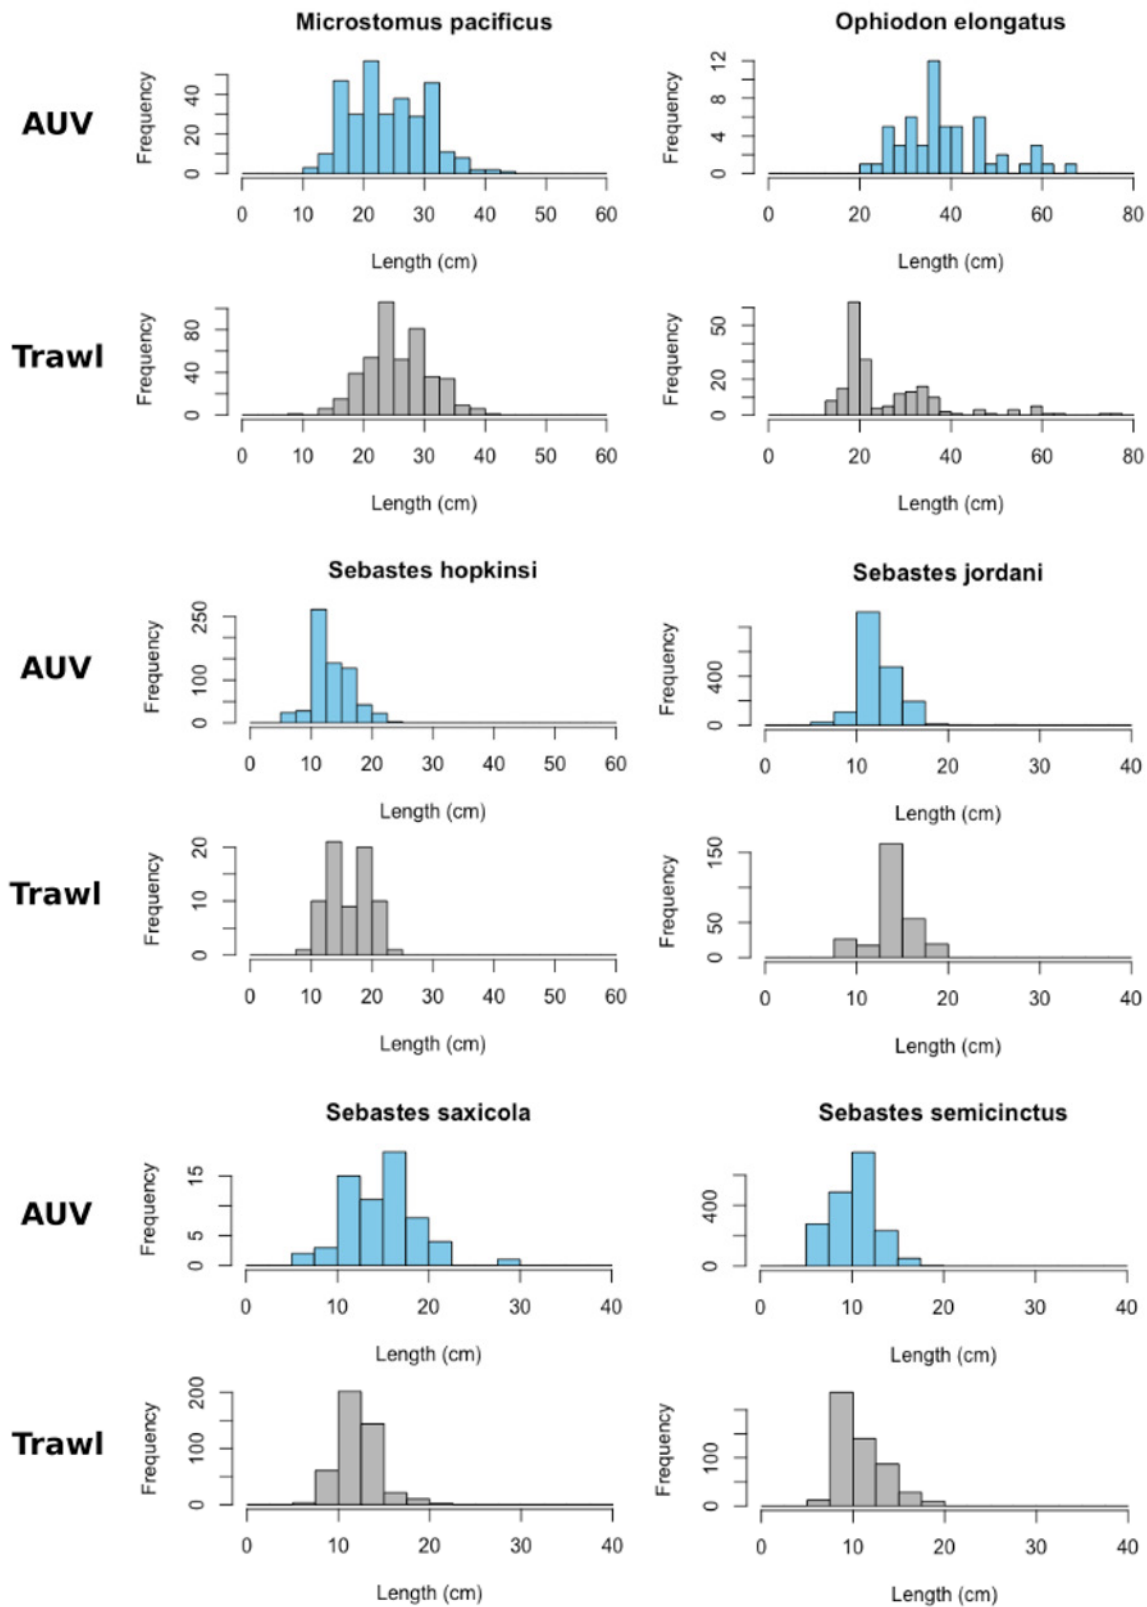 Microstomus pacificus Ophiodon elongatus
AUV
Frequency
0 20 40
0 10 20 30 40 50 60
Length (cm)
Frequency
0 4 8 12
0 20 40 60 80
Length (cm)
Trawl
Frequency
0 40 80
0 10 20 30 40 50 60
Length (cm)
Frequency
0 20 50
0 20 40 60 80
Length (cm)
Sebastes hopkinsi Sebastes jordani
AUV
Frequency
0 100 250
0 10 20 30 40 50 60
Length (cm)
Frequency
0 400
0 10 20 30 40
Length (cm)
Trawl
Frequency
0 10 20
0 10 20 30 40 50 60
Length (cm)
Frequency
0 50 150
0 10 20 30 40
Length (cm)
Sebastes saxicola Sebastes semicinctus
AUV
Frequency
0 5 15
0 10 20 30 40
Length (cm)
Frequency
0 400
0 10 20 30 40
Length (cm)
Trawl
Frequency
0 100 200
0 10 20 30 40
Length (cm)
Frequency
0 100
0 10 20 30 40
Length (cm)